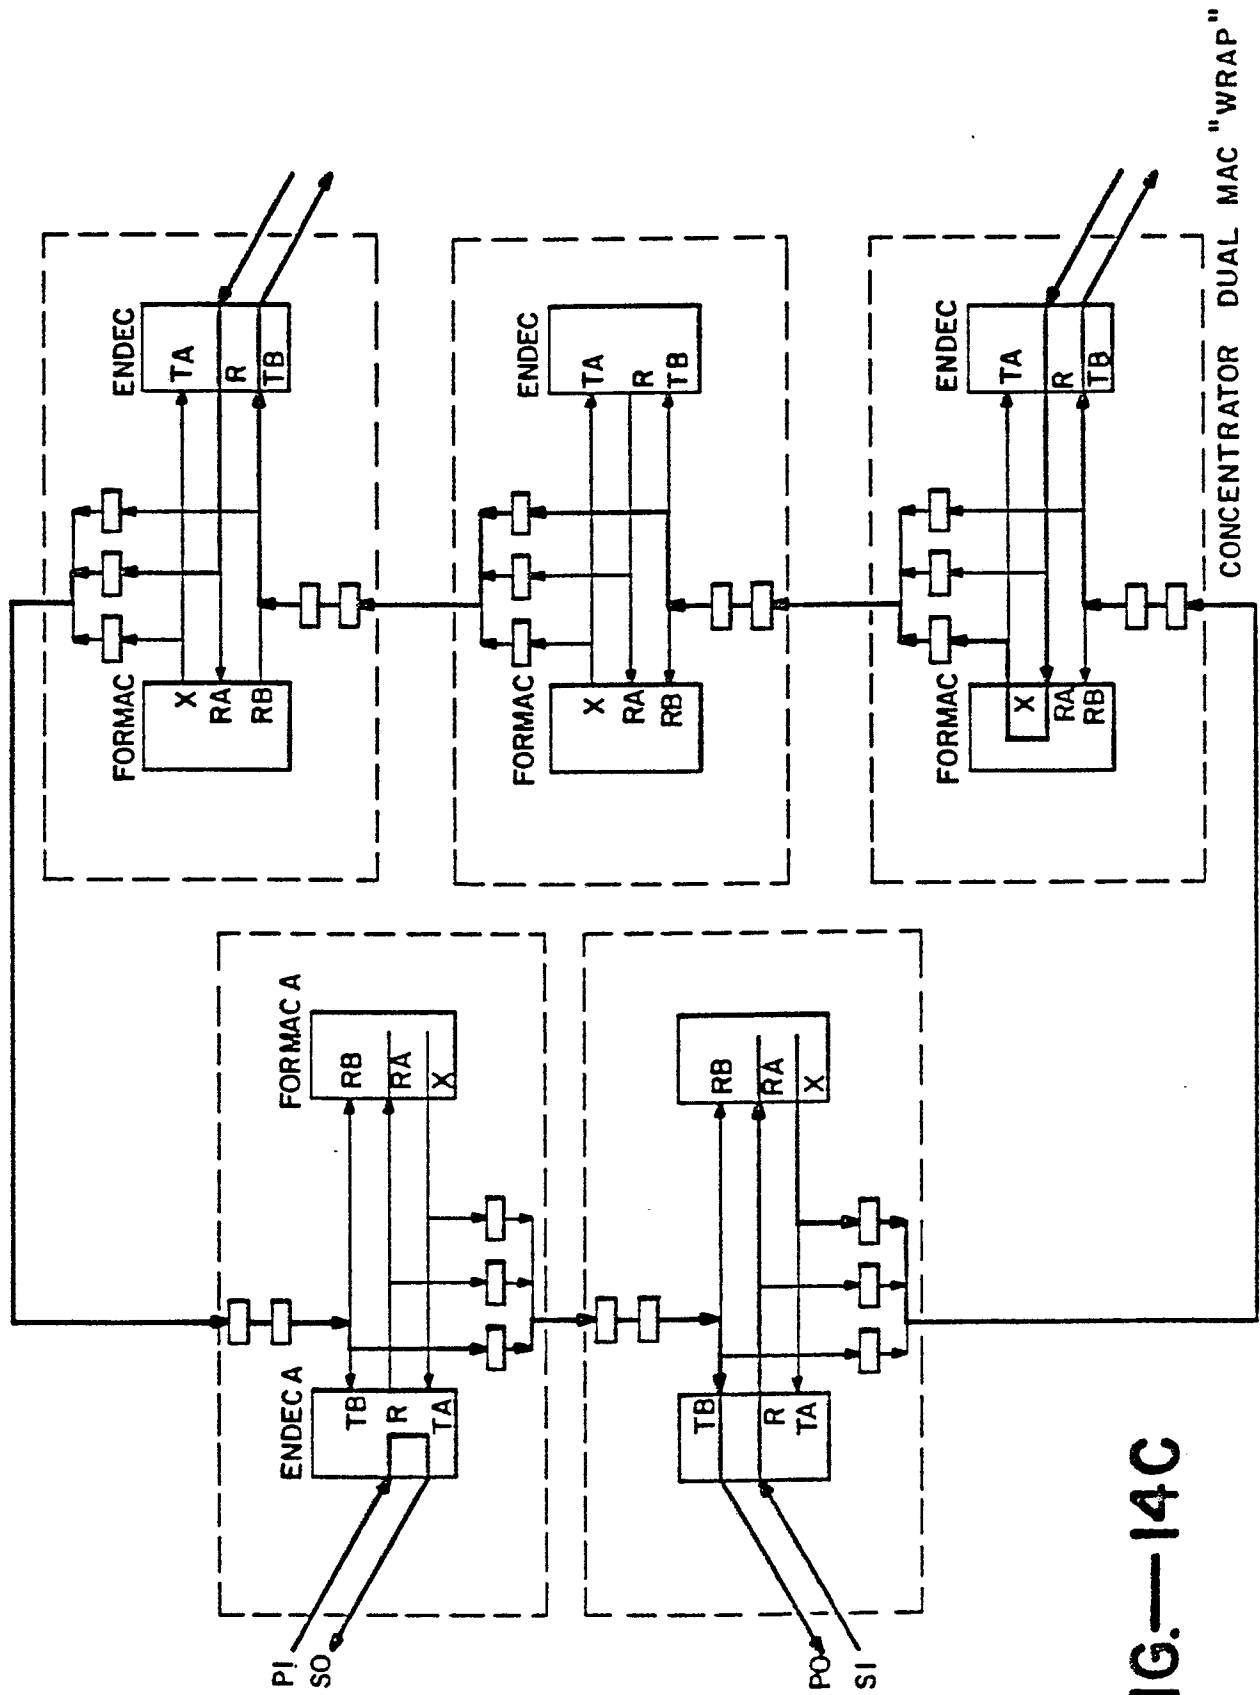 PI
SO
ENDEC A
TB
R
TA
FORMAC A
RB
RA
X
PO
SI
TB
R
TA
RB
RA
X
FORMAC
X
RA
RB
ENDEC
TA
R
TB
FORMAC
X
RA
RB
ENDEC
TA
R
TB
FORMAC
X
RA
RB
ENDEC
TA
R
TB
CONCENTRATOR DUAL MAC "WRAP"
IG.—14C